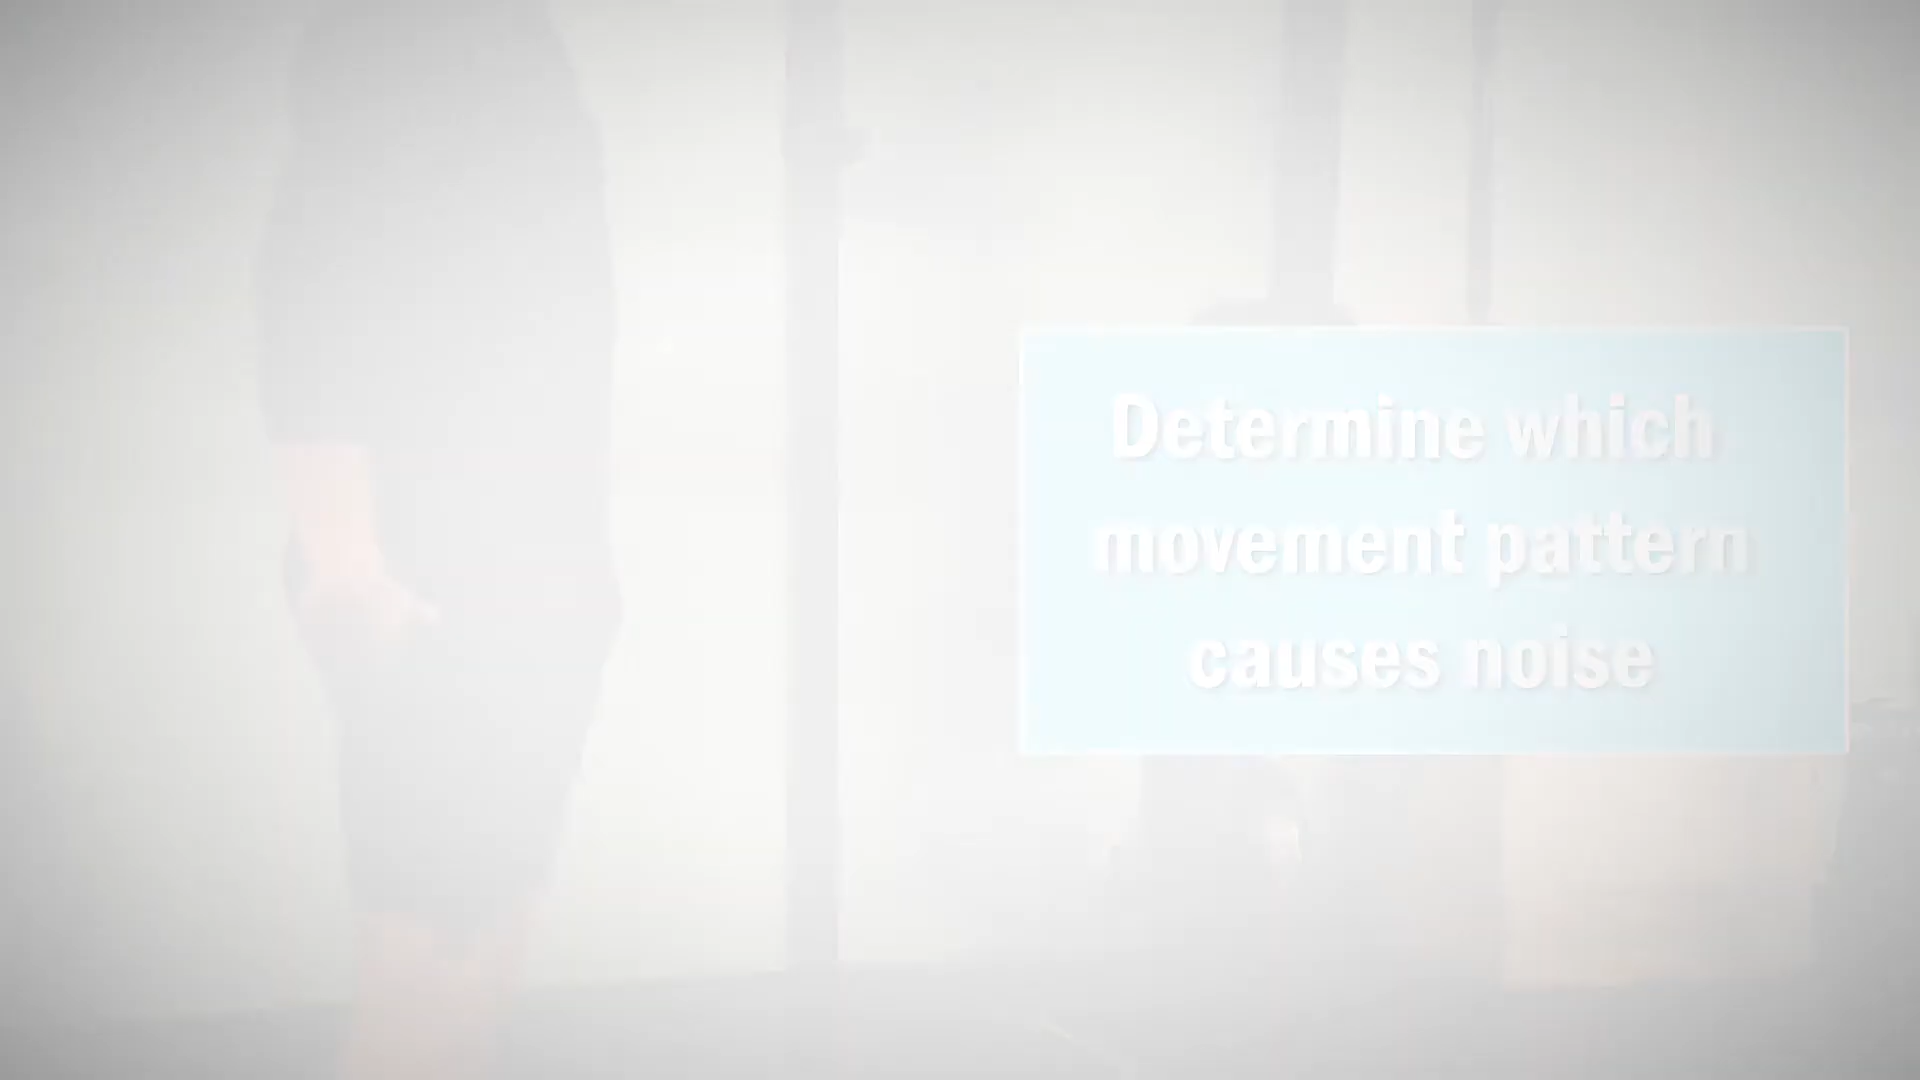 Determine which
movement pattern
causes noise